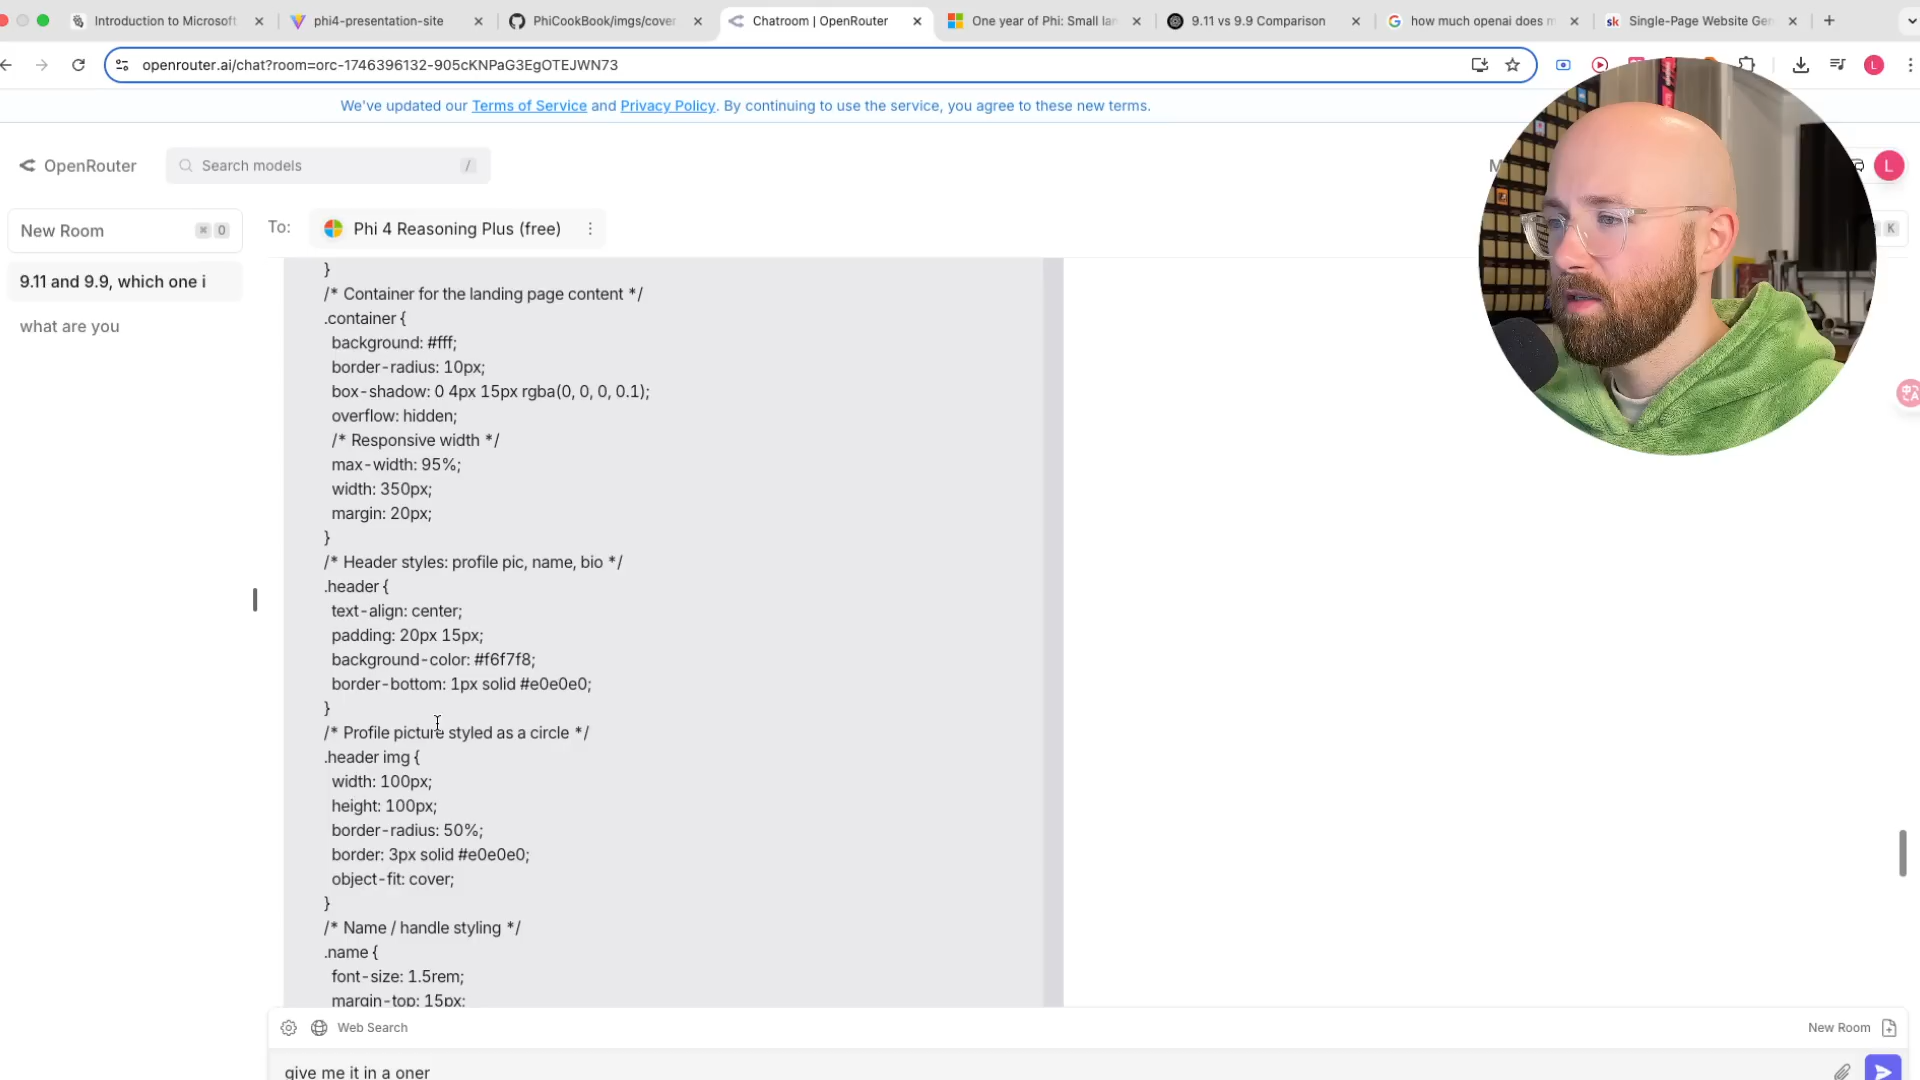 Introduction to Microsoft
phi4-presentation-site
PhiCookBook/imgs/cover
Chatroom | OpenRouter
One year of Phi: Small lan
9.11 vs 9.9 Comparison
how much openai does m
sk
Single-Page Website Gen
openrouter.ai/chat?room=orc-1746396132-905cKNPaG3EgOTEJWN73
L
We've updated our Terms of Service and Privacy Policy. By continuing to use the service, you agree to these new terms.
OpenRouter
Search models
/
L
New Room
⌘ O
To:
Phi 4 Reasoning Plus (free)
K
9.11 and 9.9, which one i
what are you
}
/* Container for the landing page content */
.container {
background: #fff;
border-radius: 10px;
box-shadow: 0 4px 15px rgba(0, 0, 0, 0.1);
overflow: hidden;
/* Responsive width */
max-width: 95%;
width: 350px;
margin: 20px;
}
/* Header styles: profile pic, name, bio */
.header {
text-align: center;
padding: 20px 15px;
background-color: #f6f7f8;
border-bottom: 1px solid #e0e0e0;
}
/* Profile picture styled as a circle */
.header img {
width: 100px;
height: 100px;
border-radius: 50%;
border: 3px solid #e0e0e0;
object-fit: cover;
}
/* Name / handle styling */
.name {
font-size: 1.5rem;
margin-top: 15px;
Web Search
New Room
give me it in a oner